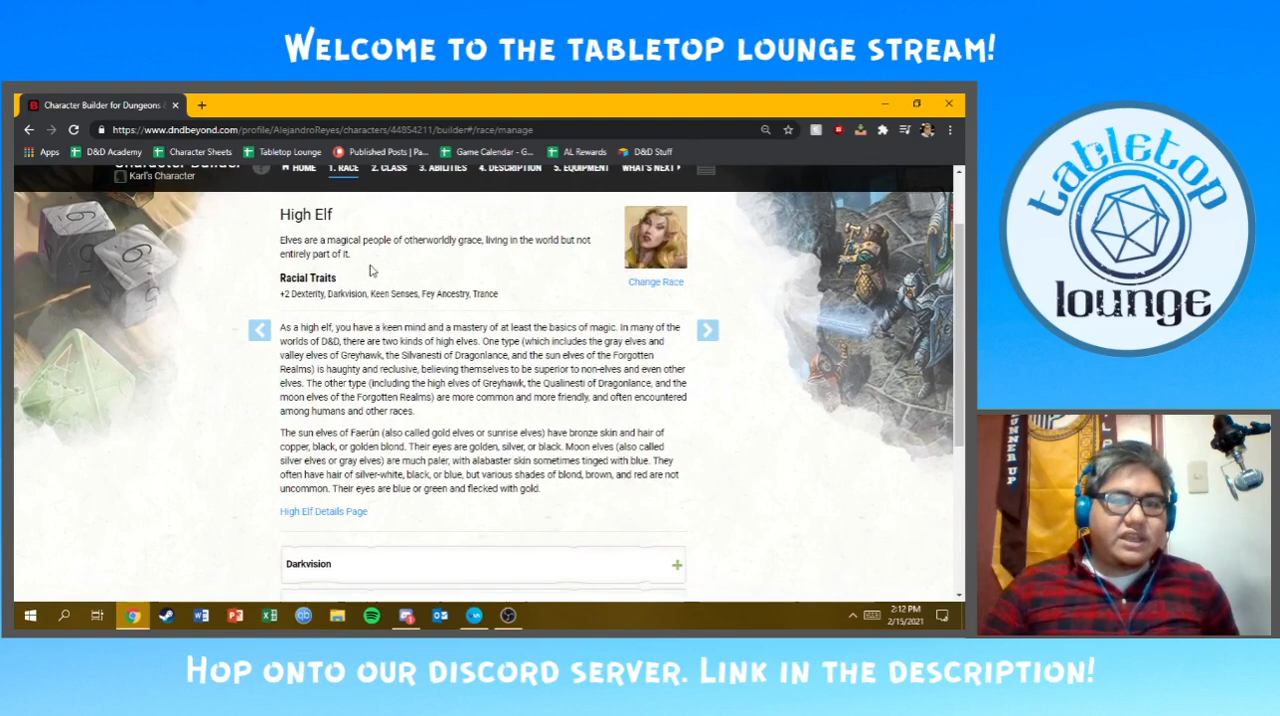 WELCOME TO THE TABLETOP LOUNGE STREAM!
Character Builder for Dungeons
https://www.dndbeyond.com/profile/AlejandroReyes/characters/44854211/builder#/race/manage
Apps D&D Academy Character Sheets Tabletop Lounge Published Posts | Pa... Game Calendar - G... AL Rewards D&D Stuff
HOME 1. RACE 2. CLASS 3. ABILITIES 4. DESCRIPTION 5. EQUIPMENT WHAT'S NEXT
Karl's Character
High Elf
Elves are a magical people of otherworldly grace, living in the world but not
entirely part of it.
Racial Traits
+2 Dexterity, Darkvision, Keen Senses, Fey Ancestry, Trance
Change Race
As a high elf, you have a keen mind and a mastery of at least the basics of magic. In many of the
worlds of D&D, there are two kinds of high elves. One type (which includes the gray elves and
valley elves of Greyhawk, the Silvanesti of Dragonlance, and the sun elves of the Forgotten
Realms) is haughty and reclusive, believing themselves to be superior to non-elves and even other
elves. The other type (including the high elves of Greyhawk, the Qualinesti of Dragonlance, and the
moon elves of the Forgotten Realms) are more common and more friendly, and often encountered
among humans and other races.
The sun elves of Faerûn (also called gold elves or sunrise elves) have bronze skin and hair of
copper, black, or golden blond. Their eyes are golden, silver, or black. Moon elves (also called
silver elves or gray elves) are much paler, with alabaster skin sometimes tinged with blue. They
often have hair of silver-white, black, or blue, but various shades of blond, brown, and red are not
uncommon. Their eyes are blue or green and flecked with gold.
High Elf Details Page
Darkvision
2:12 PM
2/15/2021
tabletop
lounge
RUNNER UP
HOP ONTO OUR DISCORD SERVER. LINK IN THE DESCRIPTION!